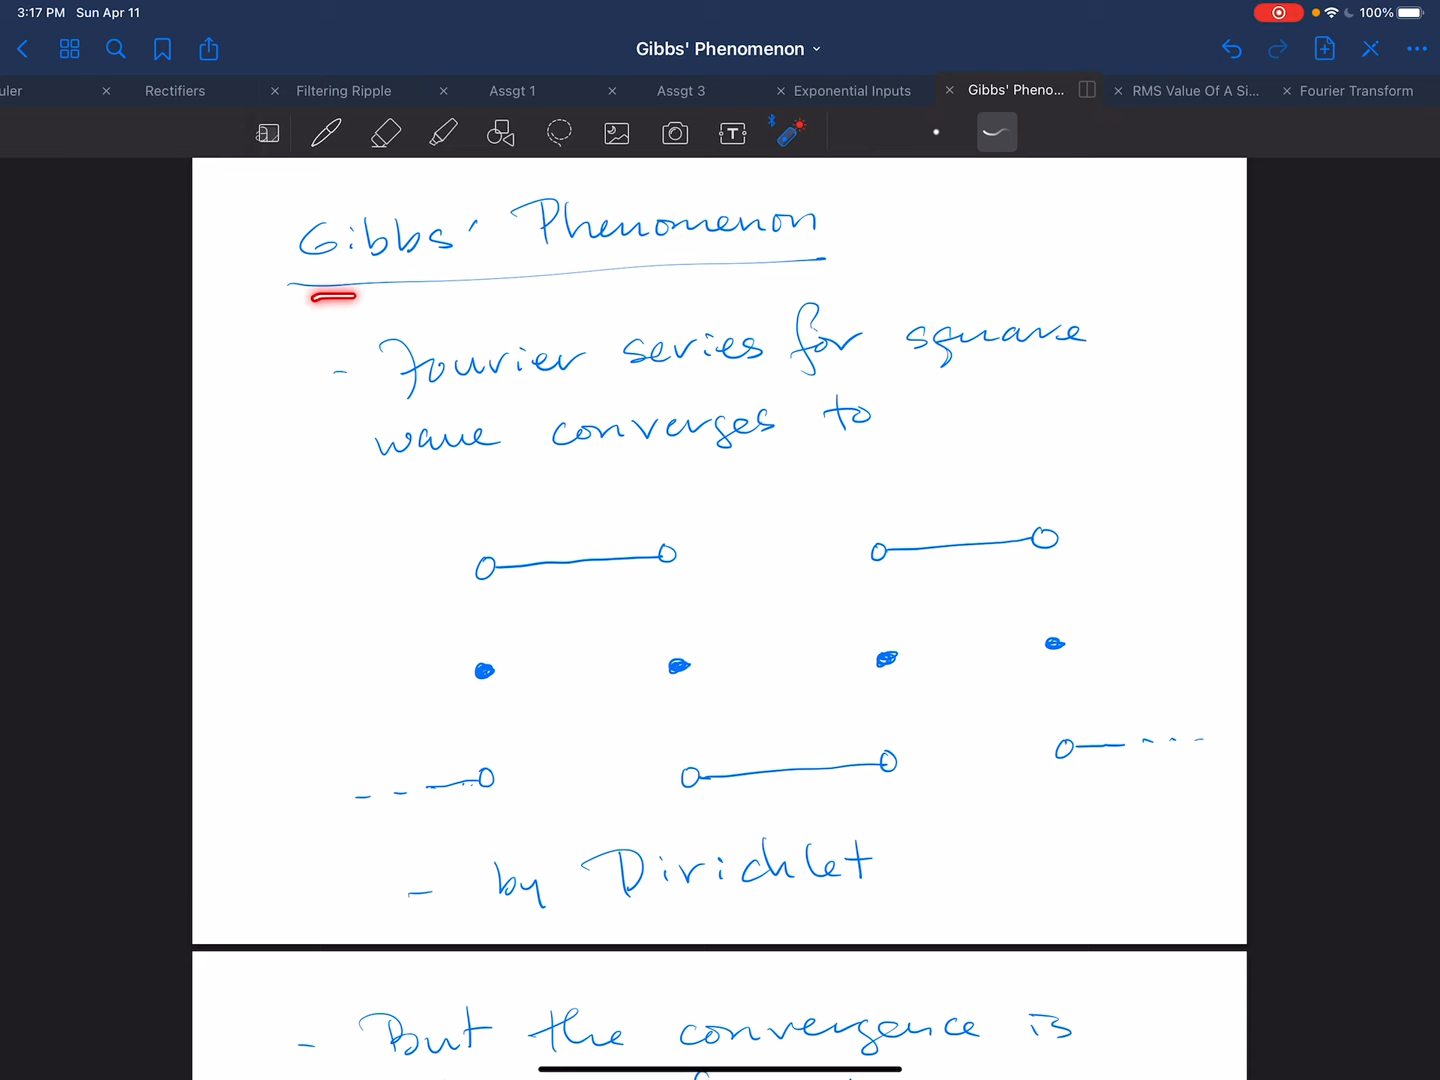 3:17 PM Sun Apr 11
100%
Gibbs' Phenomenon
uler
Rectifiers
Filtering Ripple
Assgt 1
Assgt 3
Exponential Inputs
Gibbs' Pheno...
RMS Value Of A Si...
Fourier Transform
T
Gibbs' Phenomenon
- Fourier series for square
wave converges to
- by Dirichlet
- But the convergence is